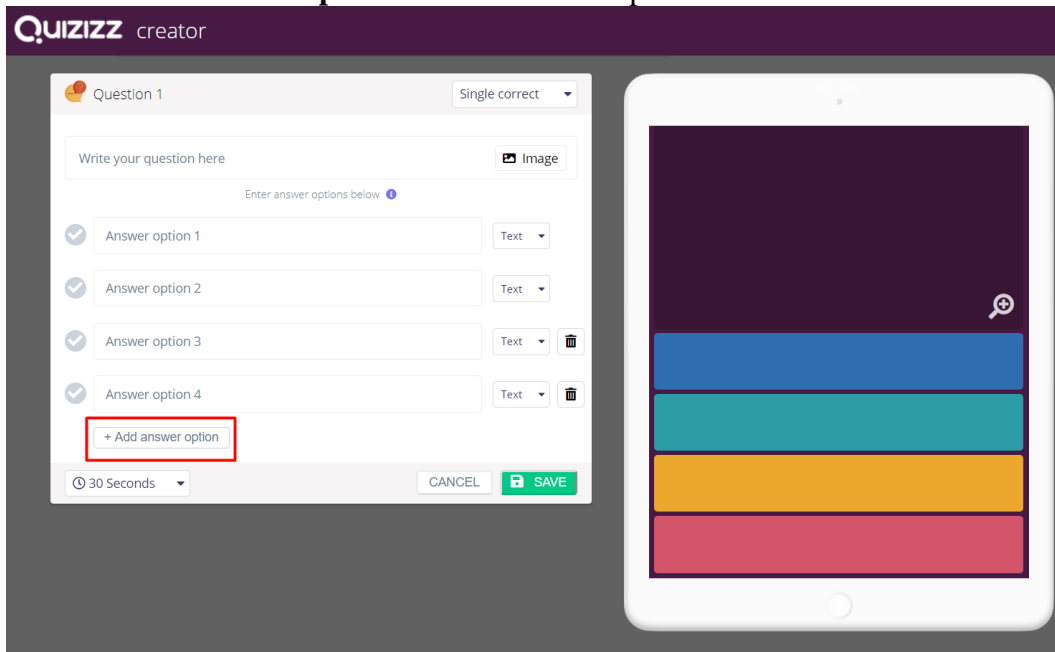 Quizizz creator
Question 1
Single correct
Write your question here
Image
Enter answer options below
Answer option 1
Text
Answer option 2
Text
Answer option 3
Text
Answer option 4
Text
+ Add answer option
30 Seconds
CANCEL
SAVE